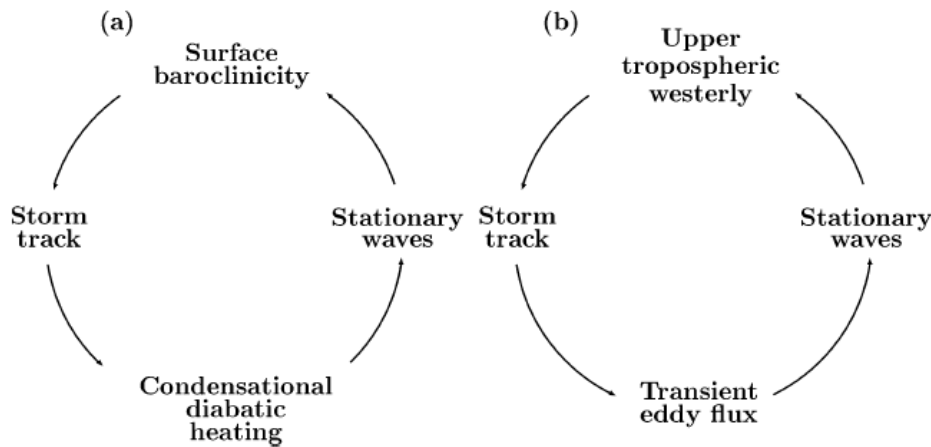 (a)
Surface
baroclinicity
Storm
track
Stationary
waves
Condensational
diabatic
heating
(b)
Upper
tropospheric
westerly
Storm
track
Stationary
waves
Transient
eddy flux